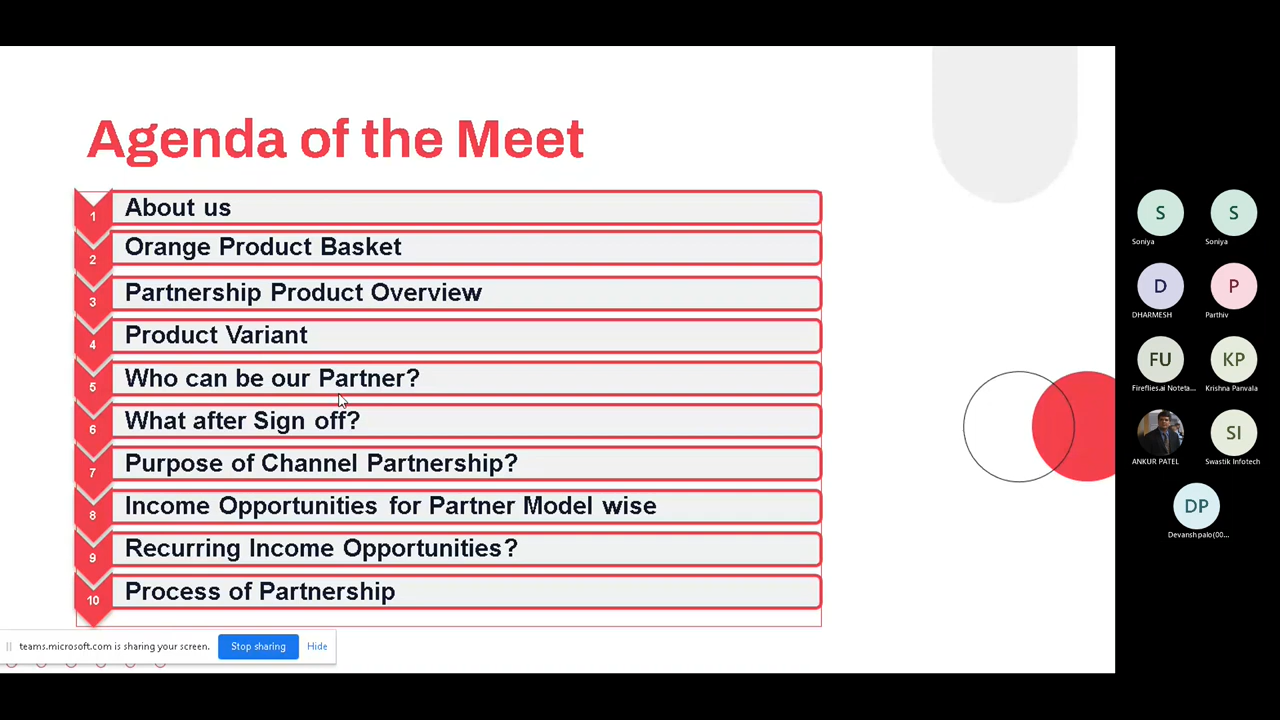 Agenda of the Meet
1 About us
2 Orange Product Basket
3 Partnership Product Overview
4 Product Variant
5 Who can be our Partner?
6 What after Sign off?
7 Purpose of Channel Partnership?
8 Income Opportunities for Partner Model wise
9 Recurring Income Opportunities?
10 Process of Partnership
teams.microsoft.com is sharing your screen. Stop sharing Hide
S S
Soniya Soniya
D P
DHARMESH Parthiv
FU KP
Fireflies.ai Noteta... Krishna Panvala
SI
ANKUR PATEL Swastik Infotech
DP
Devansh palo(00...